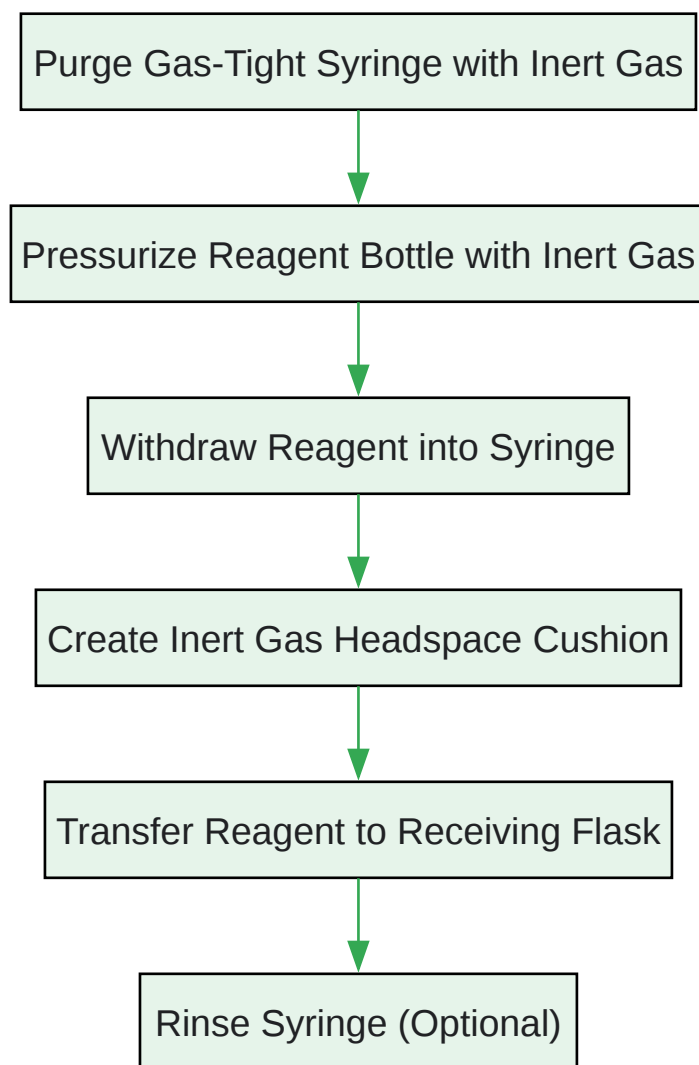 Purge Gas-Tight Syringe with Inert Gas
Pressurize Reagent Bottle with Inert Gas
Withdraw Reagent into Syringe
Create Inert Gas Headspace Cushion
Transfer Reagent to Receiving Flask
Rinse Syringe (Optional)